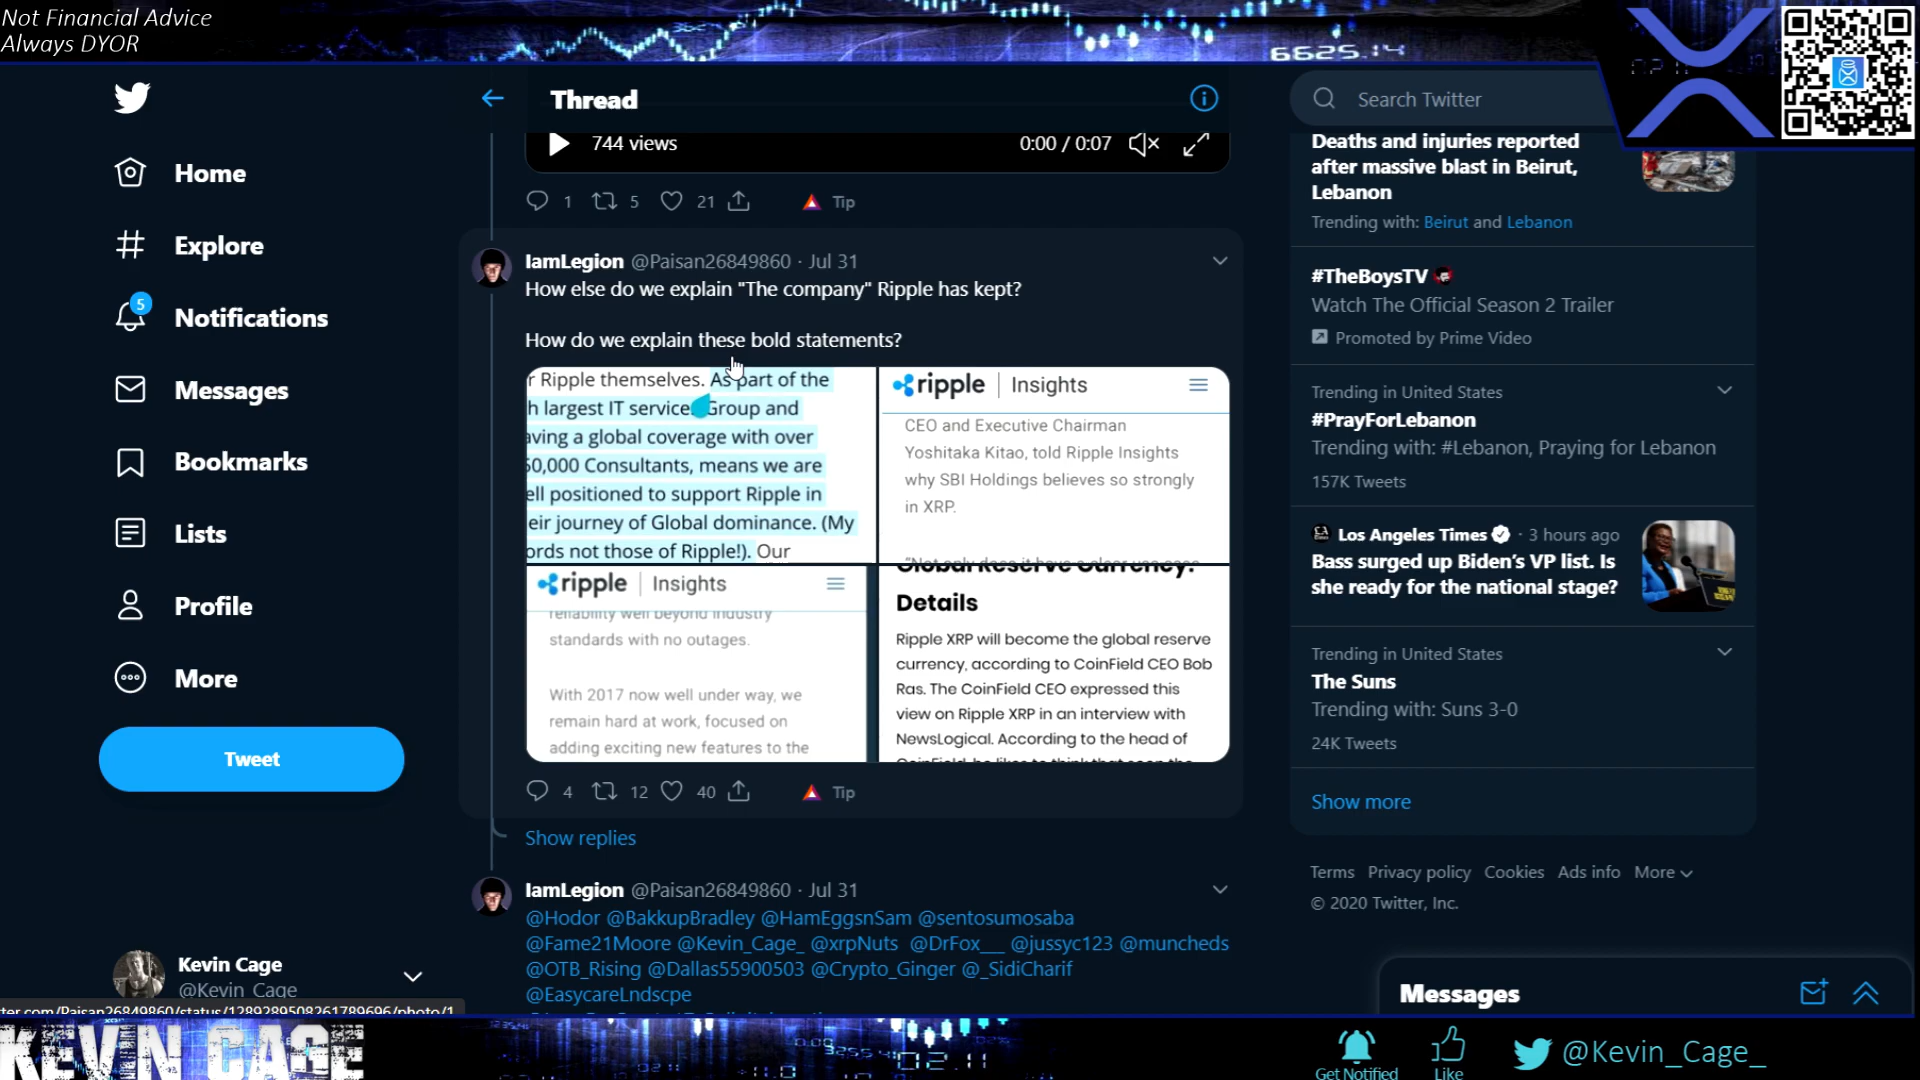 Not Financial Advice
Always DYOR
6625.14
Thread
Search Twitter
744 views
0:00 / 0:07
1
5
21
Tip
Home
Explore
5
Notifications
Messages
Bookmarks
Lists
Profile
More
Tweet
Kevin Cage
@Kevin_Cage
ter.com/Paisan26849860/status/1289289508261789696/photo/1
IamLegion @Paisan26849860 · Jul 31
How else do we explain "The company" Ripple has kept?
How do we explain these bold statements?
r Ripple themselves. As part of the
h largest IT service Group and
aving a global coverage with over
50,000 Consultants, means we are
ell positioned to support Ripple in
eir journey of Global dominance. (My
ords not those of Ripple!). Our
ripple | Insights
CEO and Executive Chairman
Yoshitaka Kitao, told Ripple Insights
why SBI Holdings believes so strongly
in XRP.
"Not only does it have a clear use case
ripple | Insights
reliability well beyond industry
standards with no outages.
With 2017 now well under way, we
remain hard at work, focused on
adding exciting new features to the
Global Reserve Currency?
Details
Ripple XRP will become the global reserve
currency, according to CoinField CEO Bob
Ras. The CoinField CEO expressed this
view on Ripple XRP in an interview with
NewsLogical. According to the head of
4
12
40
Tip
Show replies
IamLegion @Paisan26849860 · Jul 31
@Hodor @BakkupBradley @HamEggsnSam @sentosumosaba
@Fame21Moore @Kevin_Cage_ @xrpNuts @DrFox___ @jussyc123 @muncheds
@OTB_Rising @Dallas55900503 @Crypto_Ginger @_SidiCharif
@EasycareLndscpe
Deaths and injuries reported
after massive blast in Beirut,
Lebanon
Trending with: Beirut and Lebanon
#TheBoysTV
Watch The Official Season 2 Trailer
Promoted by Prime Video
Trending in United States
#PrayForLebanon
Trending with: #Lebanon, Praying for Lebanon
157K Tweets
Los Angeles Times · 3 hours ago
Bass surged up Biden's VP list. Is
she ready for the national stage?
Trending in United States
The Suns
Trending with: Suns 3-0
24K Tweets
Show more
Terms Privacy policy Cookies Ads info More
© 2020 Twitter, Inc.
Messages
KEVIN CAGE
02.11
Get Notified
Like
@Kevin_Cage_